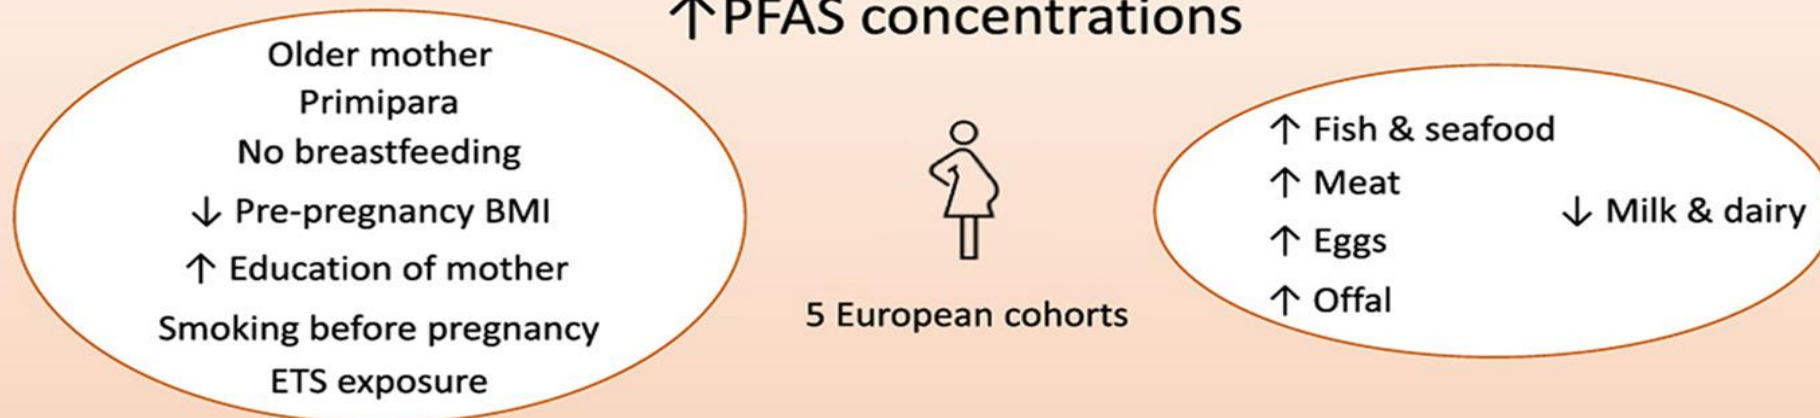 ↑PFAS concentrations
Older mother
Primipara
No breastfeeding
↓ Pre-pregnancy BMI
↑ Education of mother
Smoking before pregnancy
ETS exposure
5 European cohorts
↑ Fish & seafood
↑ Meat
↑ Eggs
↑ Offal
↓ Milk & dairy